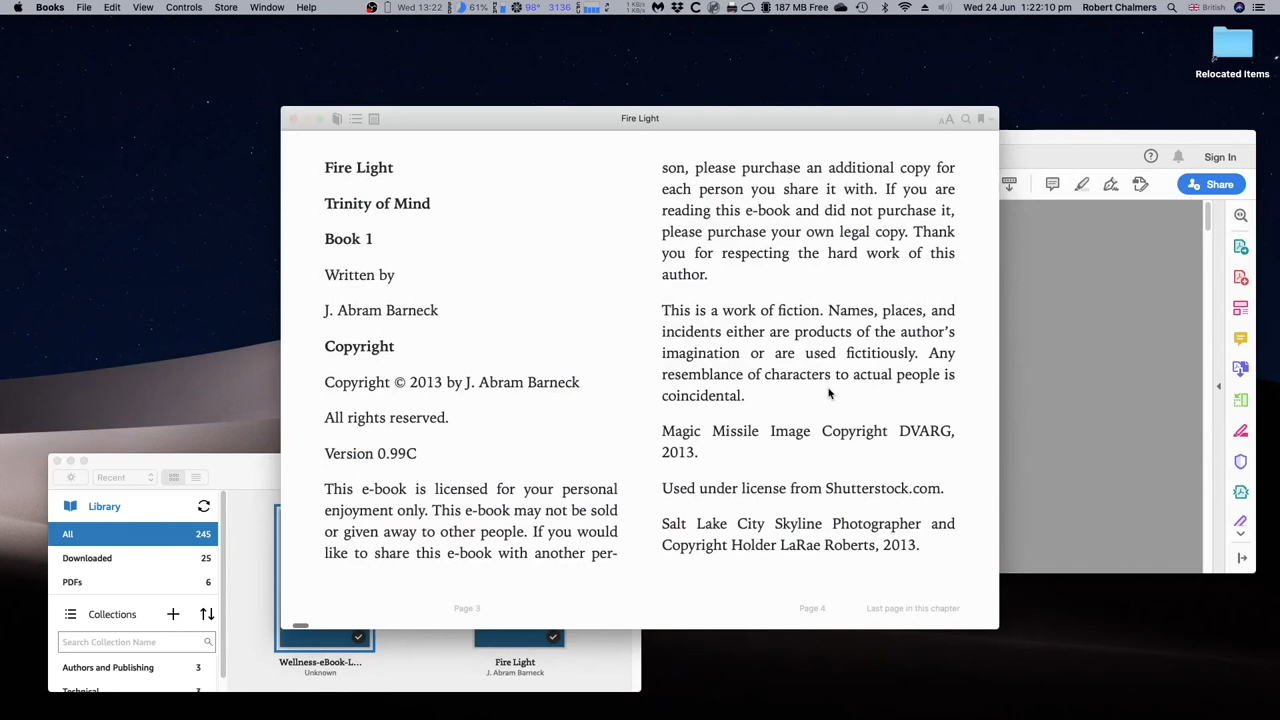 Books File Edit View Controls Store Window Help
Wed 13:22 61% 98° 3136 1 KB/s 1 KB/s 187 MB Free Wed 24 Jun 1:22:10 pm Robert Chalmers British
Relocated Items
Fire Light
AA
Fire Light
Trinity of Mind
Book 1
Written by
J. Abram Barneck
Copyright
Copyright © 2013 by J. Abram Barneck
All rights reserved.
Version 0.99C
This e-book is licensed for your personal
enjoyment only. This e-book may not be sold
or given away to other people. If you would
like to share this e-book with another per-
Page 3
son, please purchase an additional copy for
each person you share it with. If you are
reading this e-book and did not purchase it,
please purchase your own legal copy. Thank
you for respecting the hard work of this
author.
This is a work of fiction. Names, places, and
incidents either are products of the author's
imagination or are used fictitiously. Any
resemblance of characters to actual people is
coincidental.
Magic Missile Image Copyright DVARG,
2013.
Used under license from Shutterstock.com.
Salt Lake City Skyline Photographer and
Copyright Holder LaRae Roberts, 2013.
Page 4 Last page in this chapter
Sign In
Share
Recent
Library
All 245
Downloaded 25
PDFs 6
Collections
Search Collection Name
Authors and Publishing 3
Technical
Wellness-eBook-L...
Unknown
Fire Light
J. Abram Barneck